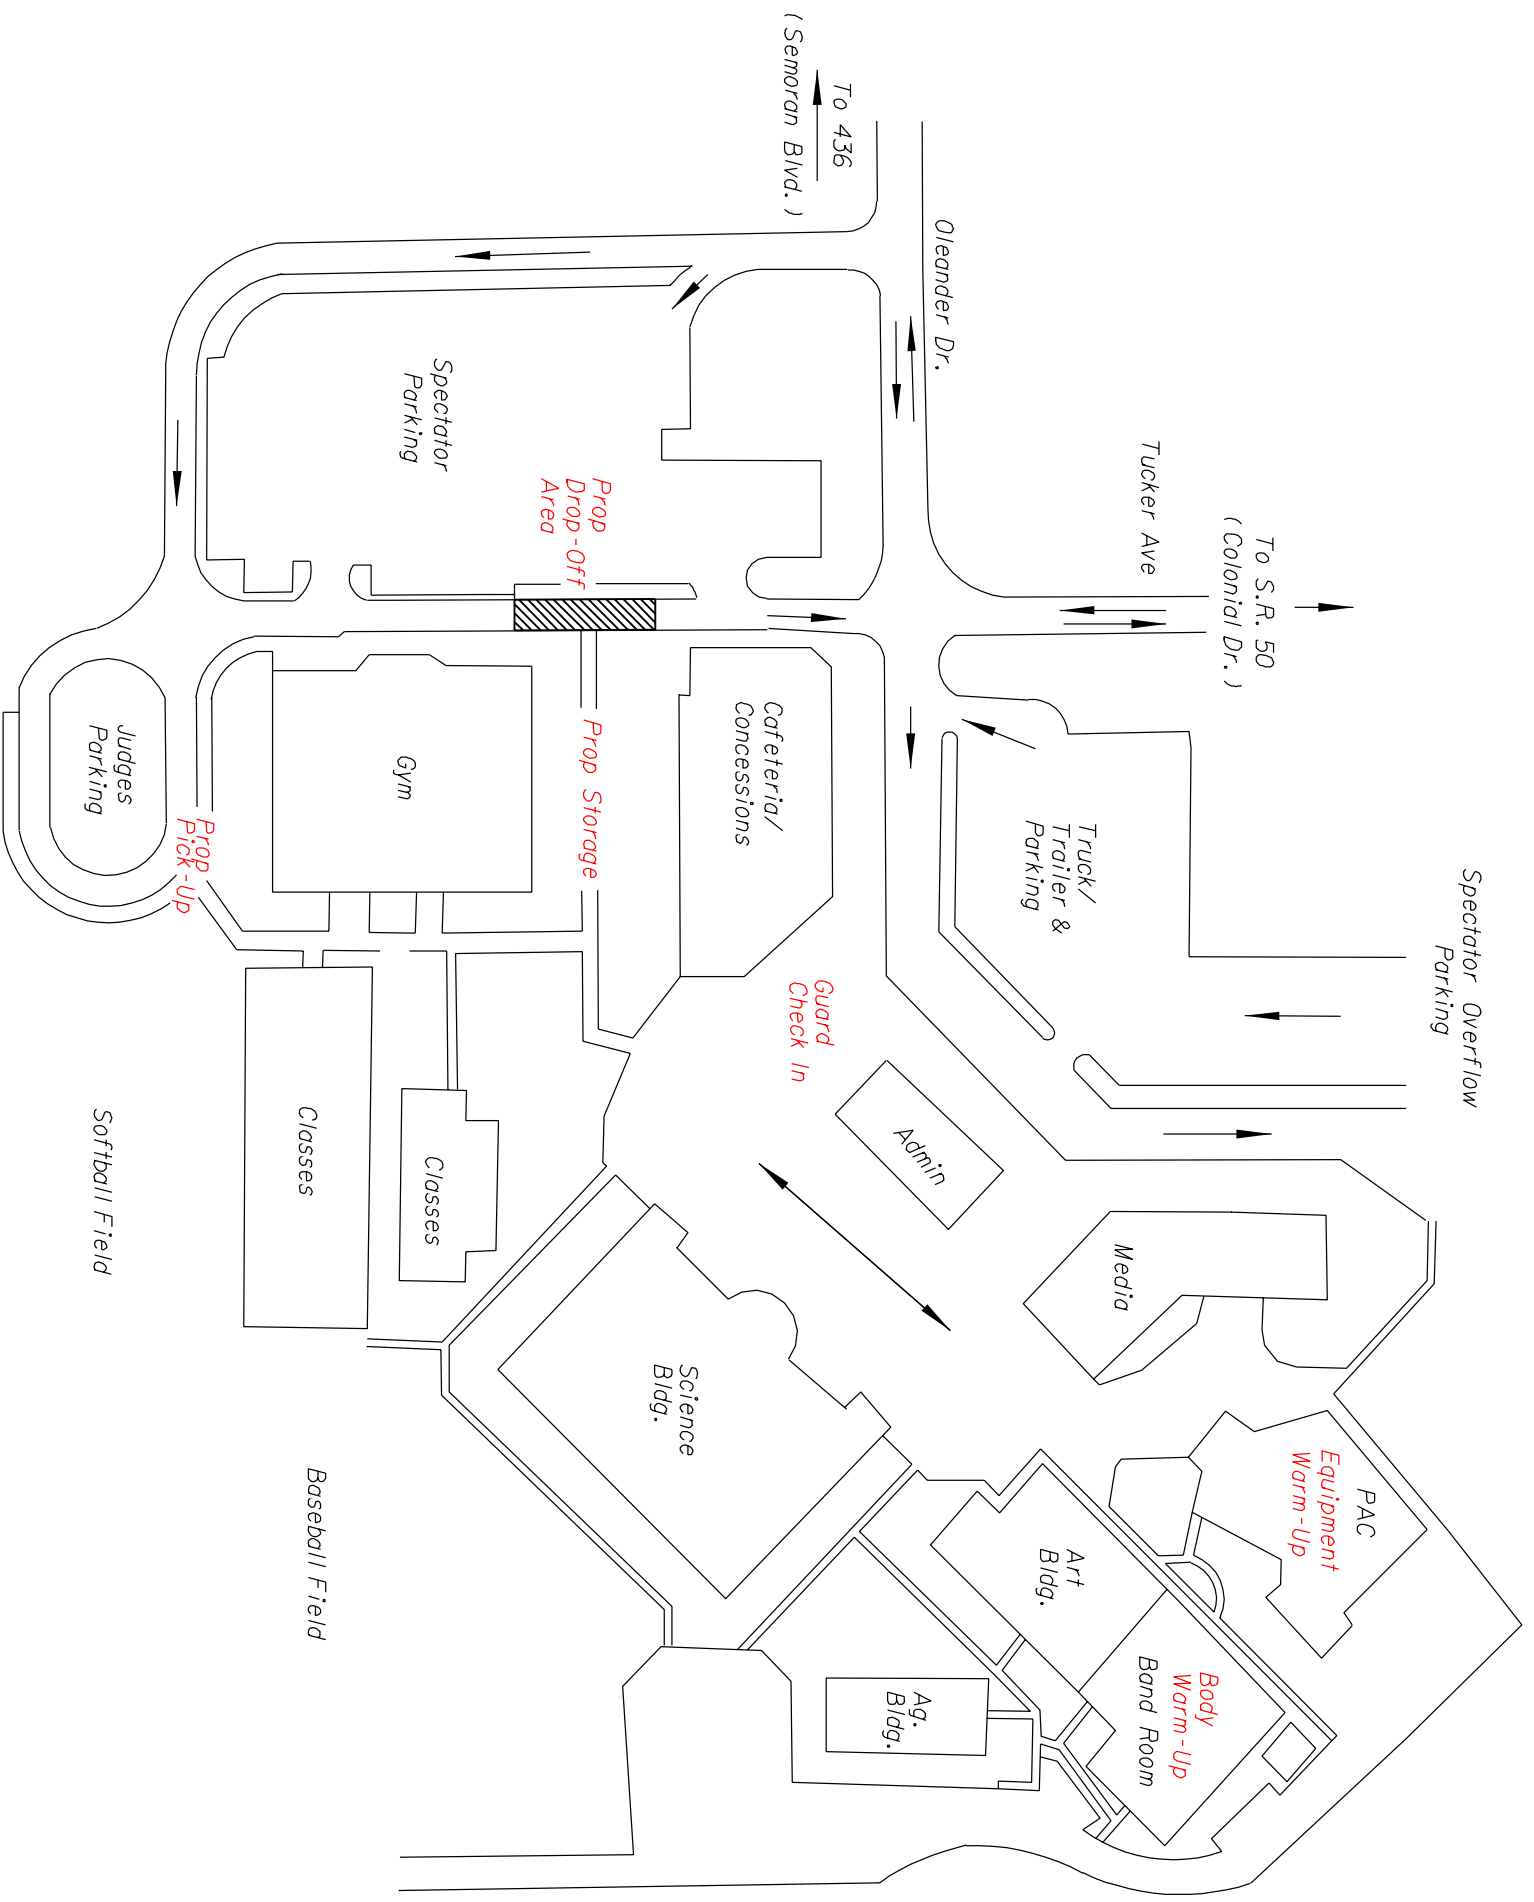 To 436
(Semoran Blvd.)
Oleander Dr.
Tucker Ave
To S.R. 50
(Colonial Dr.)
Spectator
Parking
Prop
Drop-Off
Area
Judges
Parking
Prop
Pick-Up
Gym
Prop Storage
Cafeteria/
Concessions
Truck/
Trailer &
Parking
Spectator Overflow
Parking
Guard
Check In
Admin
Media
Classes
Classes
Softball Field
Baseball Field
Science
Bldg.
PAC
Equipment
Warm-Up
Art
Bldg.
Body
Warm-Up
Band Room
Ag.
Bldg.